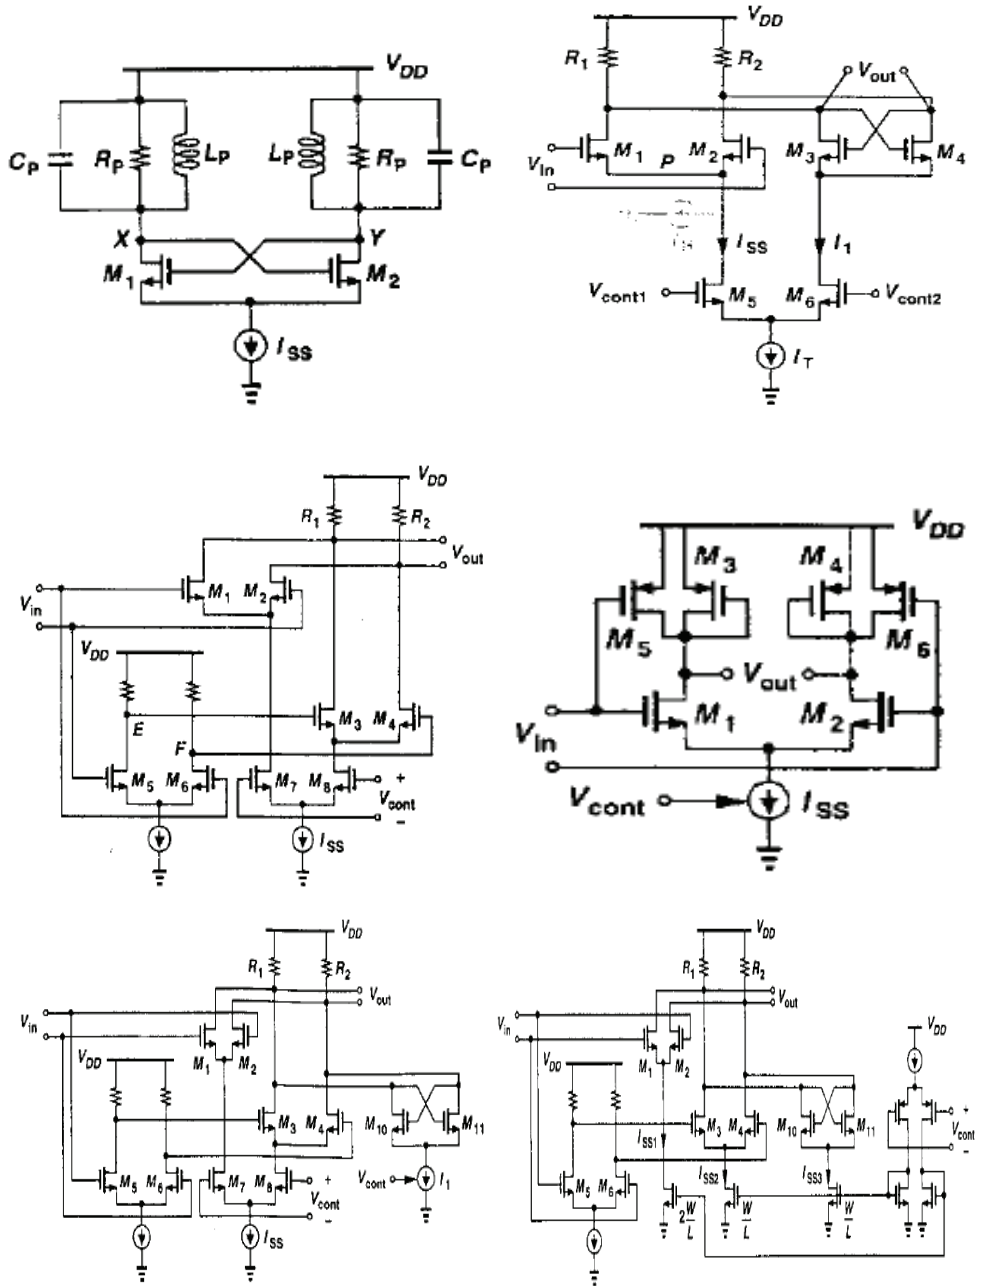 V_DD
C_P R_P L_P L_P R_P C_P
X Y
M_1 M_2
I_SS
V_DD
R_1 R_2
V_out
M_1 P M_2 M_3 M_4
V_in
I_SS I_1
V_cont1 M_5 M_6 V_cont2
I_T
V_DD
R_1 R_2
V_out
M_1 M_2
V_in
V_DD
E M_3 M_4
F
M_5 M_6 M_7 M_8 +
V_cont
−
I_SS
V_DD
M_3 M_4
M_5 M_6
V_out
M_1 M_2
V_in
V_cont I_SS
V_DD
R_1 R_2
V_out
V_in
M_1 M_2
V_DD
M_3 M_4 M_10 M_11
M_5 M_6 M_7 M_8 +
V_cont
−
V_cont I_1
I_SS
V_DD
R_1 R_2
V_out
V_in
V_DD
M_1 M_2
V_DD
M_3 M_4 M_10 M_11 +
V_cont
−
I_SS1
I_SS2 I_SS3
M_5 M_6
2 W/L W/L W/L